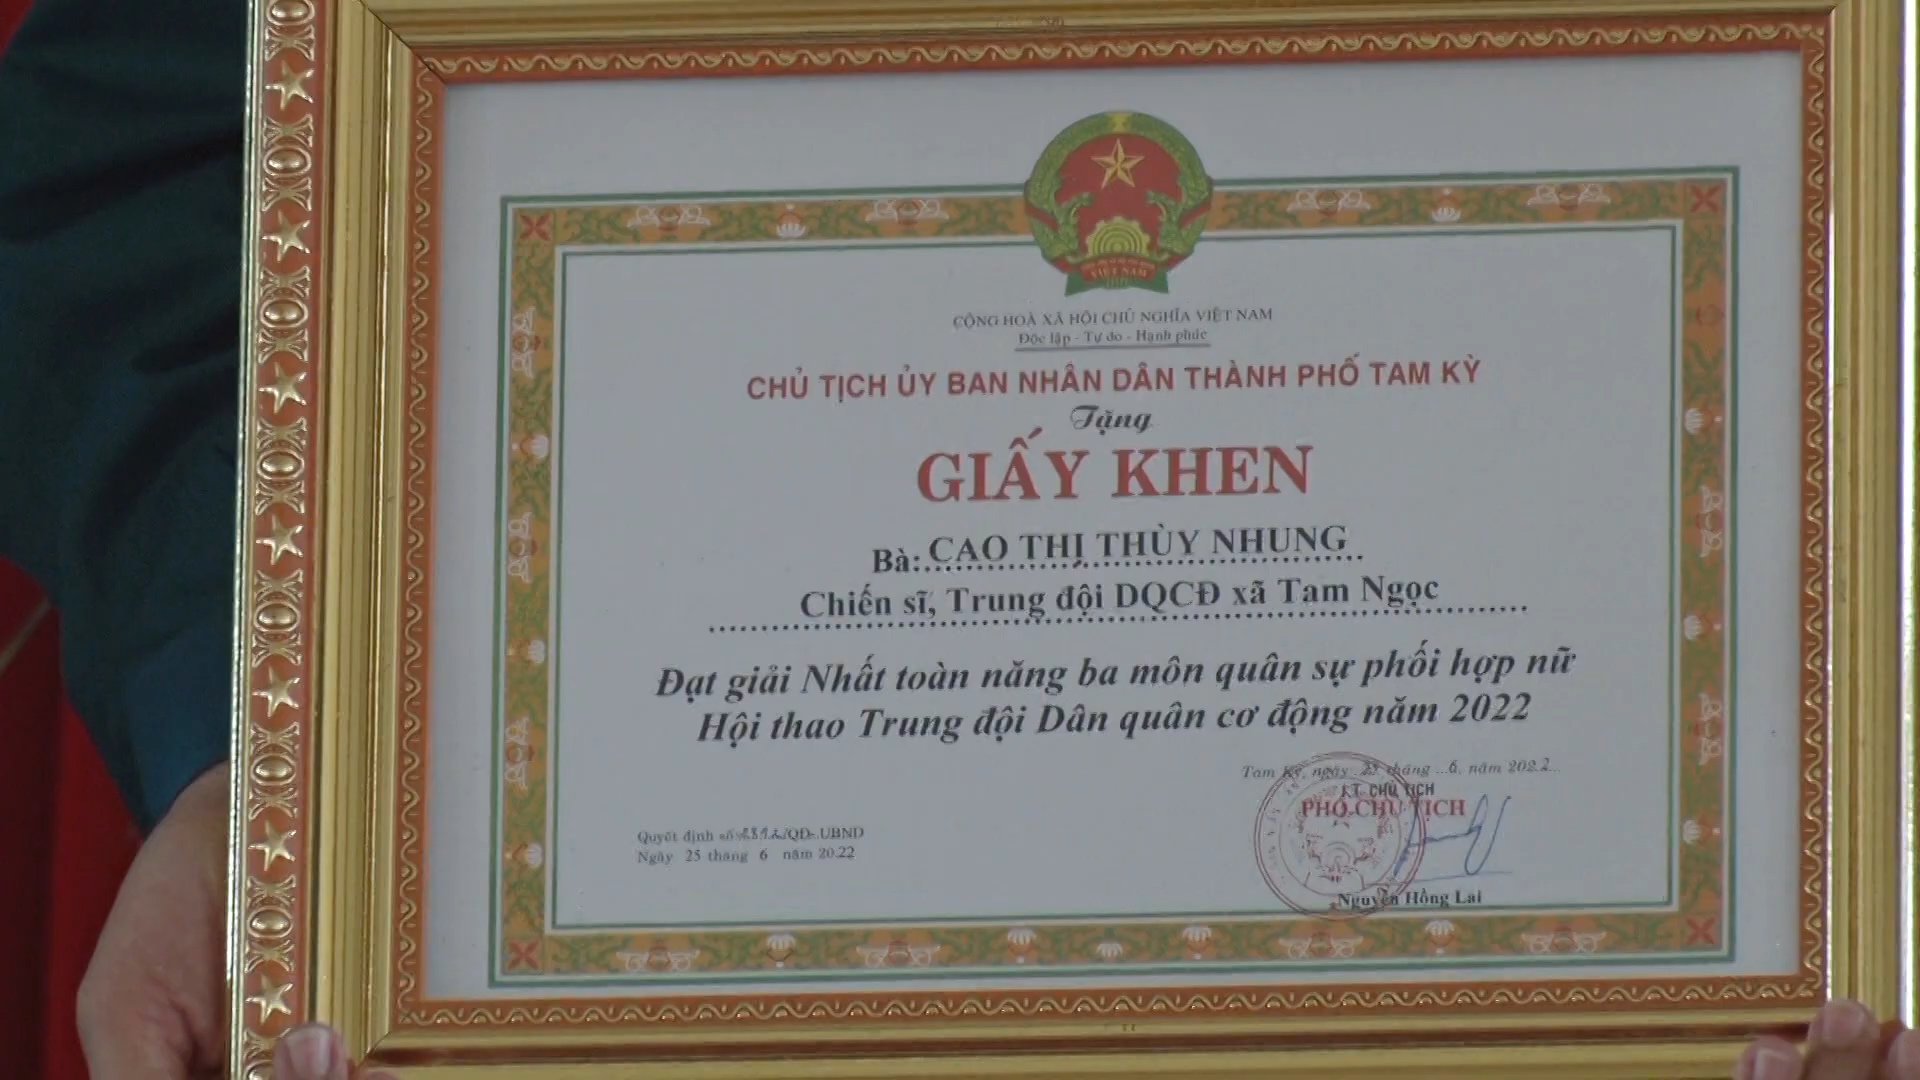 VIỆT NAM
CỘNG HOÀ XÃ HỘI CHỦ NGHĨA VIỆT NAM
Độc lập - Tự do - Hạnh phúc
CHỦ TỊCH ỦY BAN NHÂN DÂN THÀNH PHỐ TAM KỲ
Tặng
GIẤY KHEN
Bà: CAO THỊ THÙY NHUNG
Chiến sĩ, Trung đội DQCĐ xã Tam Ngọc
Đạt giải Nhất toàn năng ba môn quân sự phối hợp nữ
Hội thao Trung đội Dân quân cơ động năm 2022
Tam Kỳ, ngày 25 tháng 6 năm 2022
KT. CHỦ TỊCH
PHÓ CHỦ TỊCH
Quyết định số /QĐ-UBND
Ngày 25 tháng 6 năm 2022
Nguyễn Hồng Lai